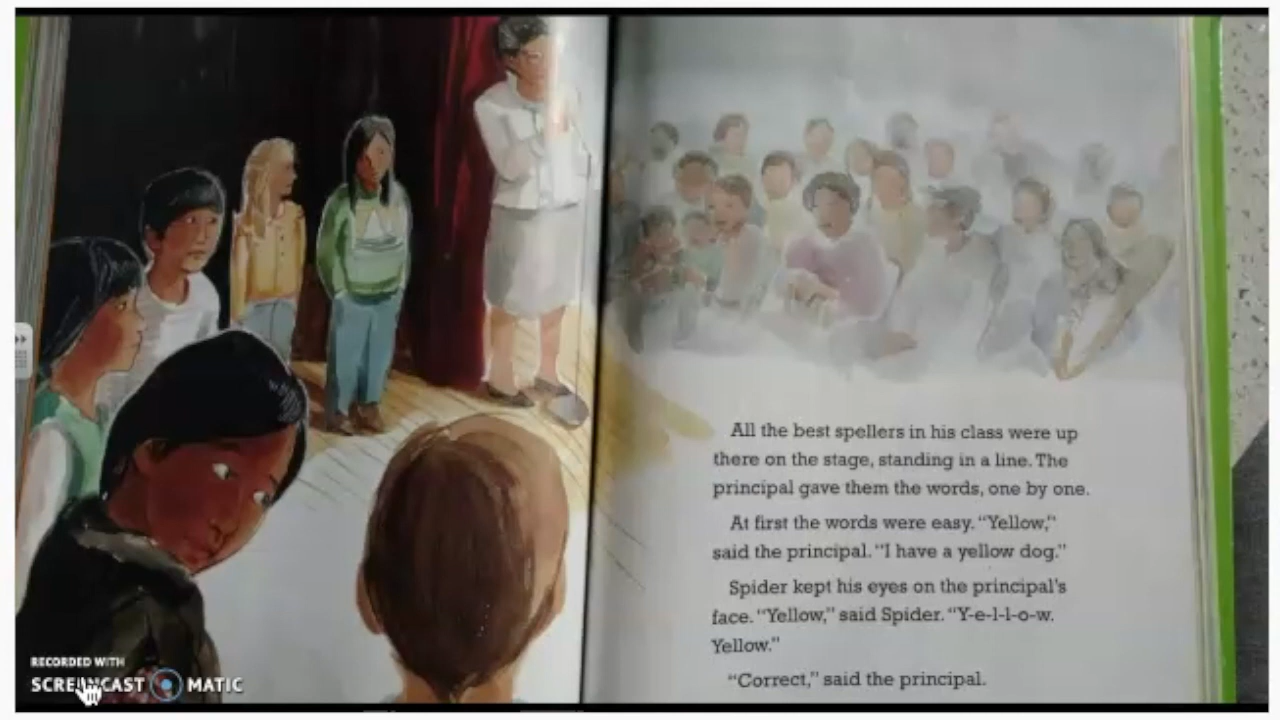 All the best spellers in his class were up
there on the stage, standing in a line. The
principal gave them the words, one by one.
At first the words were easy. "Yellow,"
said the principal. "I have a yellow dog."
Spider kept his eyes on the principal's
face. "Yellow," said Spider. "Y-e-l-l-o-w.
Yellow."
"Correct," said the principal.
RECORDED WITH
SCREENCAST MATIC